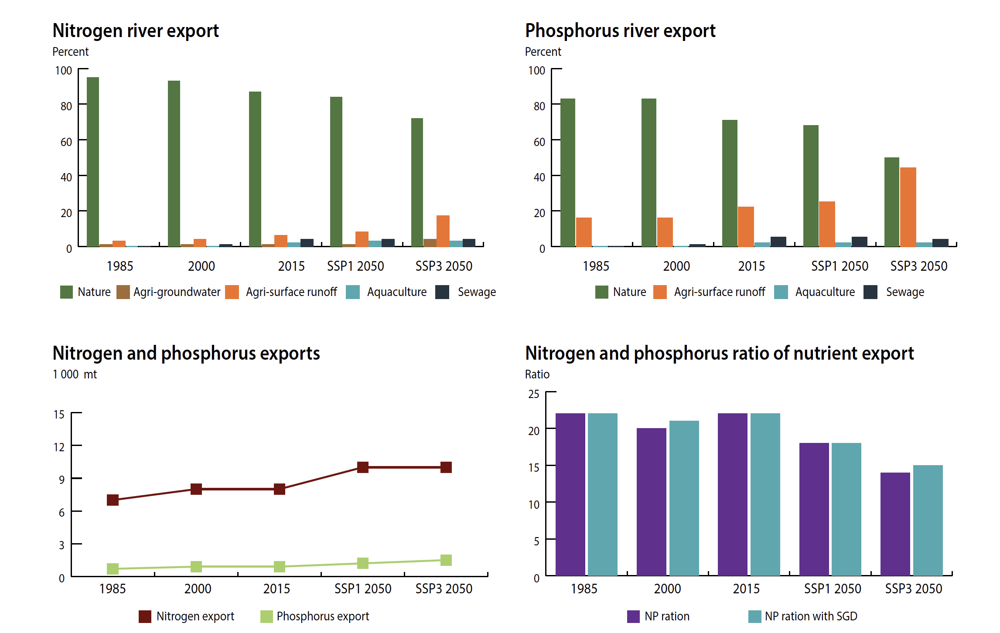 Nitrogen river export
Percent
100
80
60
40
20
0
1985 2000 2015 SSP1 2050 SSP3 2050
Nature Agri-groundwater Agri-surface runoff Aquaculture Sewage
Phosphorus river export
Percent
100
80
60
40
20
0
1985 2000 2015 SSP1 2050 SSP3 2050
Nature Agri-surface runoff Aquaculture Sewage
Nitrogen and phosphorus exports
1 000 mt
15
12
9
6
3
0
1985 2000 2015 SSP1 2050 SSP3 2050
Nitrogen export Phosphorus export
Nitrogen and phosphorus ratio of nutrient export
Ratio
25
20
15
10
5
0
1985 2000 2015 SSP1 2050 SSP3 2050
NP ration NP ration with SGD